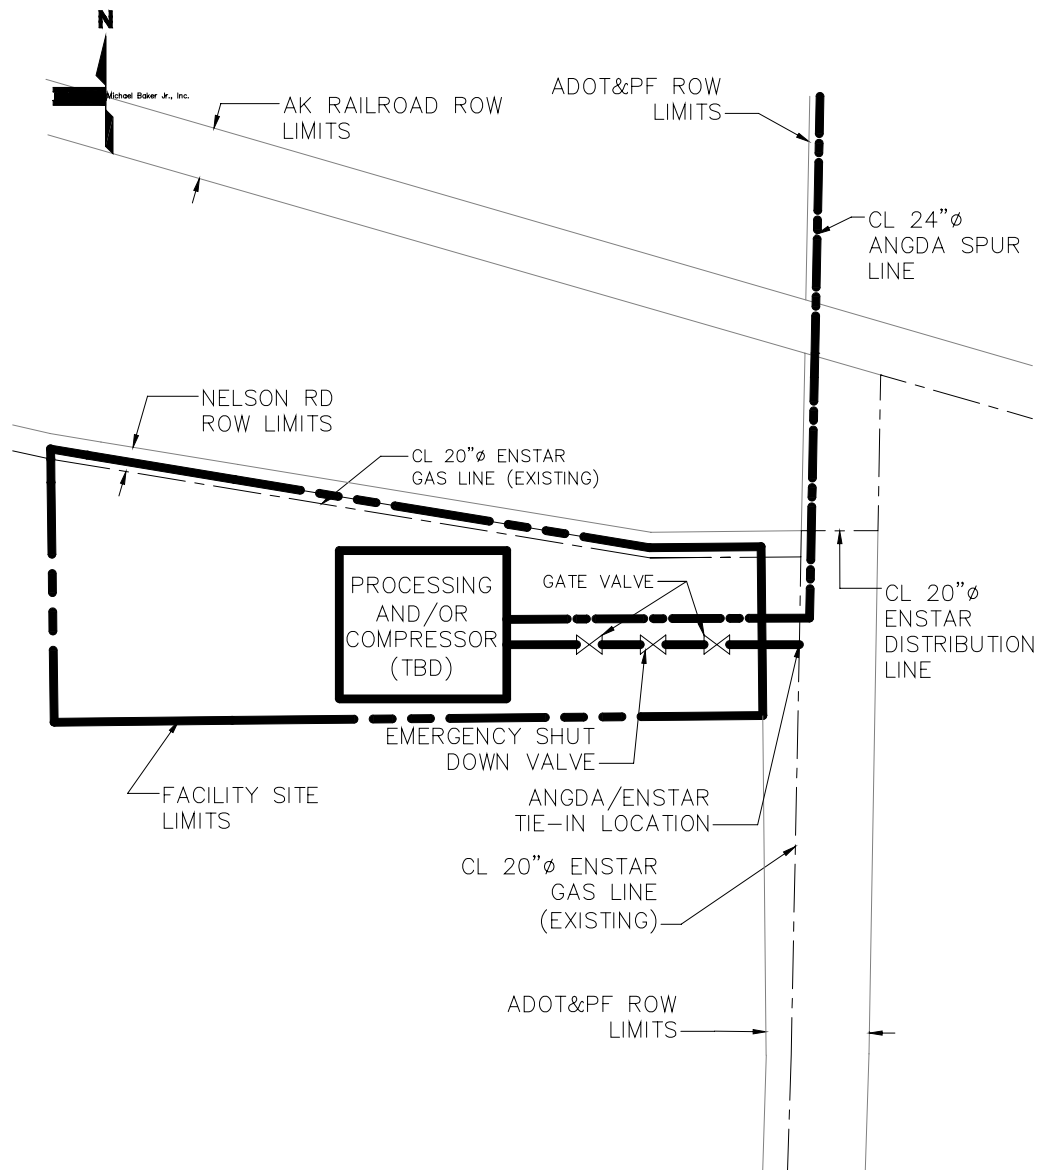 N
Michael Baker Jr., Inc.
AK RAILROAD ROW
LIMITS
ADOT&PF ROW
LIMITS
CL 24"ø
ANGDA SPUR
LINE
NELSON RD
ROW LIMITS
CL 20"ø ENSTAR
GAS LINE (EXISTING)
PROCESSING
AND/OR
COMPRESSOR
(TBD)
GATE VALVE
CL 20"ø
ENSTAR
DISTRIBUTION
LINE
EMERGENCY SHUT
DOWN VALVE
FACILITY SITE
LIMITS
ANGDA/ENSTAR
TIE-IN LOCATION
CL 20"ø ENSTAR
GAS LINE
(EXISTING)
ADOT&PF ROW
LIMITS